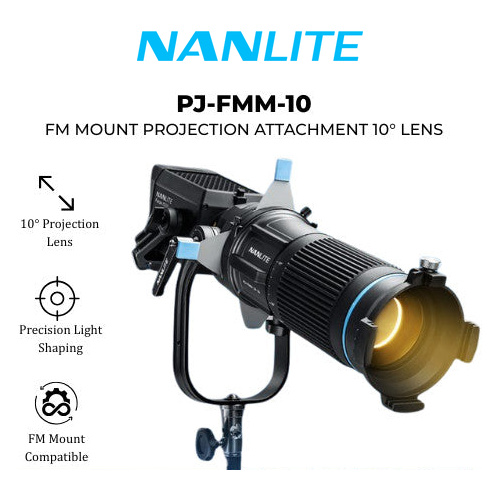 NANLITE
PJ-FMM-10
FM MOUNT PROJECTION ATTACHMENT 10° LENS
10° Projection
Lens
Precision Light
Shaping
FM Mount
Compatible
NANLITE
NANLITE